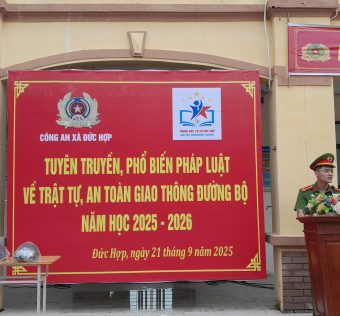 CÔNG AN XÃ ĐỨC HỢP
TUYÊN TRUYỀN, PHỔ BIẾN PHÁP LUẬT
VỀ TRẬT TỰ, AN TOÀN GIAO THÔNG ĐƯỜNG BỘ
NĂM HỌC 2025 - 2026
Đức Hợp, ngày 21 tháng 9 năm 2025